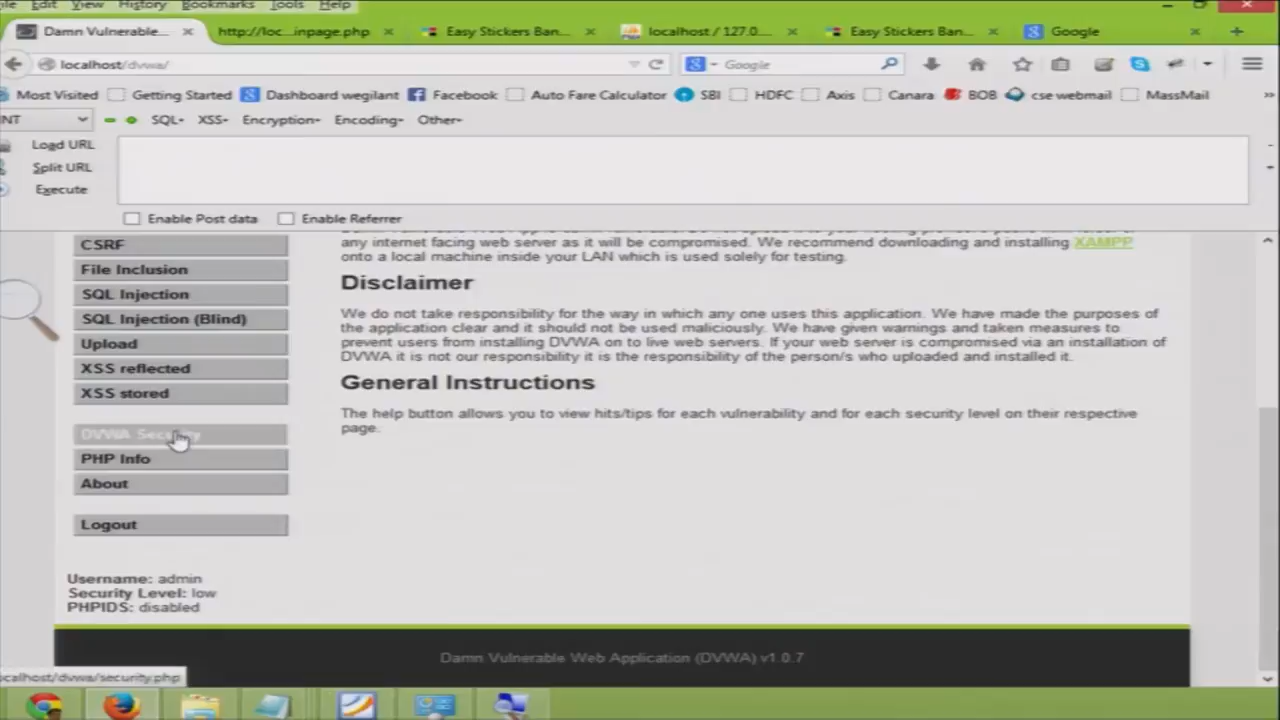 ile Edit View History Bookmarks Tools Help
Damn Vulnerable... http://loc...inpage.php Easy Stickers Ban... localhost / 127.0.... Easy Stickers Ban... Google
localhost/dvwa/ Google
Most Visited Getting Started Dashboard wegilant Facebook Auto Fare Calculator SBI HDFC Axis Canara BOB cse webmail MassMail
NT SQL- XSS- Encryption- Encoding- Other-
Load URL
Split URL
Execute
Enable Post data Enable Referrer
CSRF
File Inclusion
SQL Injection
SQL Injection (Blind)
Upload
XSS reflected
XSS stored
DVWA Security
PHP Info
About
Logout
Username: admin
Security Level: low
PHPIDS: disabled
any internet facing web server as it will be compromised. We recommend downloading and installing XAMPP
onto a local machine inside your LAN which is used solely for testing.
Disclaimer
We do not take responsibility for the way in which any one uses this application. We have made the purposes of
the application clear and it should not be used maliciously. We have given warnings and taken measures to
prevent users from installing DVWA on to live web servers. If your web server is compromised via an installation of
DVWA it is not our responsibility it is the responsibility of the person/s who uploaded and installed it.
General Instructions
The help button allows you to view hits/tips for each vulnerability and for each security level on their respective
page.
Damn Vulnerable Web Application (DVWA) v1.0.7
ocalhost/dvwa/security.php